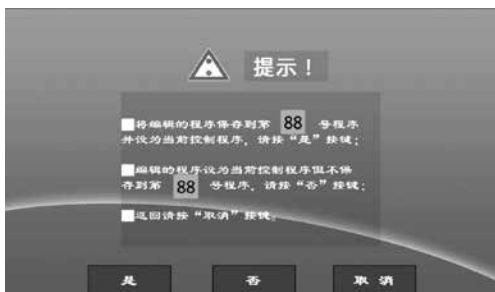 提示！
将编辑的程序保存到第 88 号程序
并设为当前控制程序，请按“是”按键；
编辑的程序设为当前控制程序但不保
存到第 88 号程序，请按“否”按键；
返回请按“取消”按键。
是 否 取消